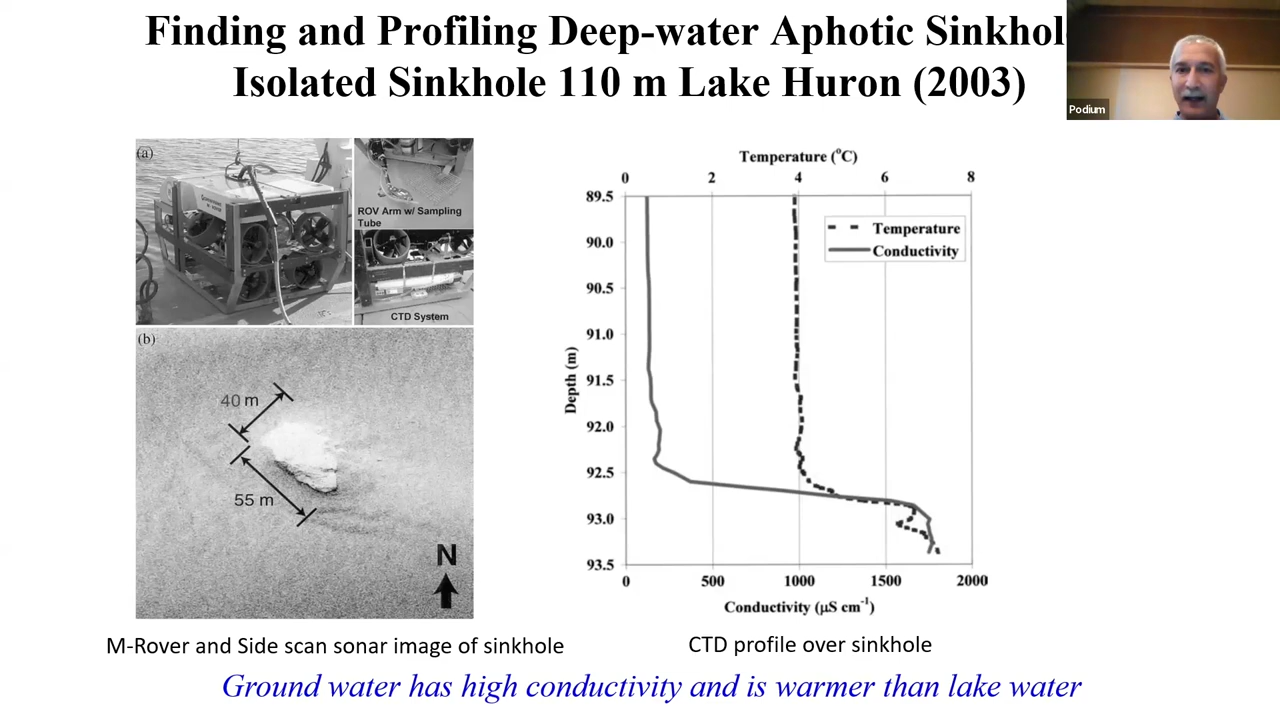 Finding and Profiling Deep-water Aphotic Sinkhol
Isolated Sinkhole 110 m Lake Huron (2003)
Podium
(a)
ROV Arm w/ Sampling
Tube
CTD System
(b)
40 m
55 m
N
Temperature (°C)
0 2 4 6 8
Temperature
Conductivity
Depth (m)
89.5
90.0
90.5
91.0
91.5
92.0
92.5
93.0
93.5
0 500 1000 1500 2000
Conductivity (µS cm⁻¹)
M-Rover and Side scan sonar image of sinkhole
CTD profile over sinkhole
Ground water has high conductivity and is warmer than lake water